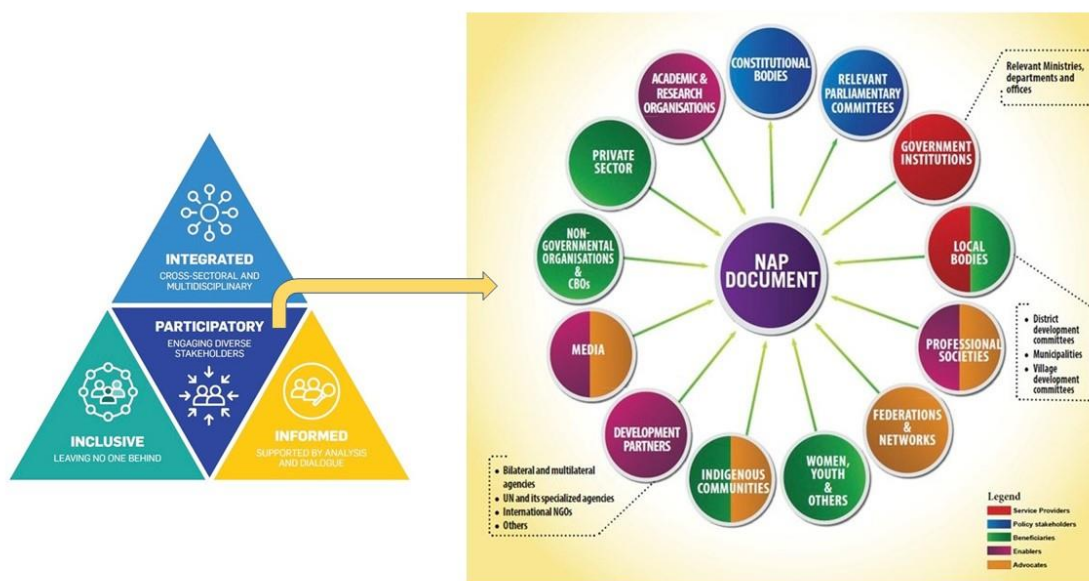 INTEGRATED
CROSS-SECTORAL AND
MULTIDISCIPLINARY
PARTICIPATORY
ENGAGING DIVERSE
STAKEHOLDERS
INCLUSIVE
LEAVING NO ONE BEHIND
INFORMED
SUPPORTED BY ANALYSIS
AND DIALOGUE
CONSTITUTIONAL
BODIES
RELEVANT
PARLIAMENTARY
COMMITTEES
GOVERNMENT
INSTITUTIONS
Relevant Ministries,
departments and
offices
LOCAL
BODIES
• District
development
committees
• Municipalities
• Village
development
committees
PROFESSIONAL
SOCIETIES
FEDERATIONS
&
NETWORKS
WOMEN,
YOUTH
&
OTHERS
INDIGENOUS
COMMUNITIES
DEVELOPMENT
PARTNERS
• Bilateral and multilateral
agencies
• UN and its specialized agencies
• International NGOs
• Others
MEDIA
NON-
GOVERNMENTAL
ORGANISATIONS
&
CBOs
PRIVATE
SECTOR
ACADEMIC &
RESEARCH
ORGANISATIONS
NAP
DOCUMENT
Legend
Service Providers
Policy stakeholders
Beneficiaries
Enablers
Advocates